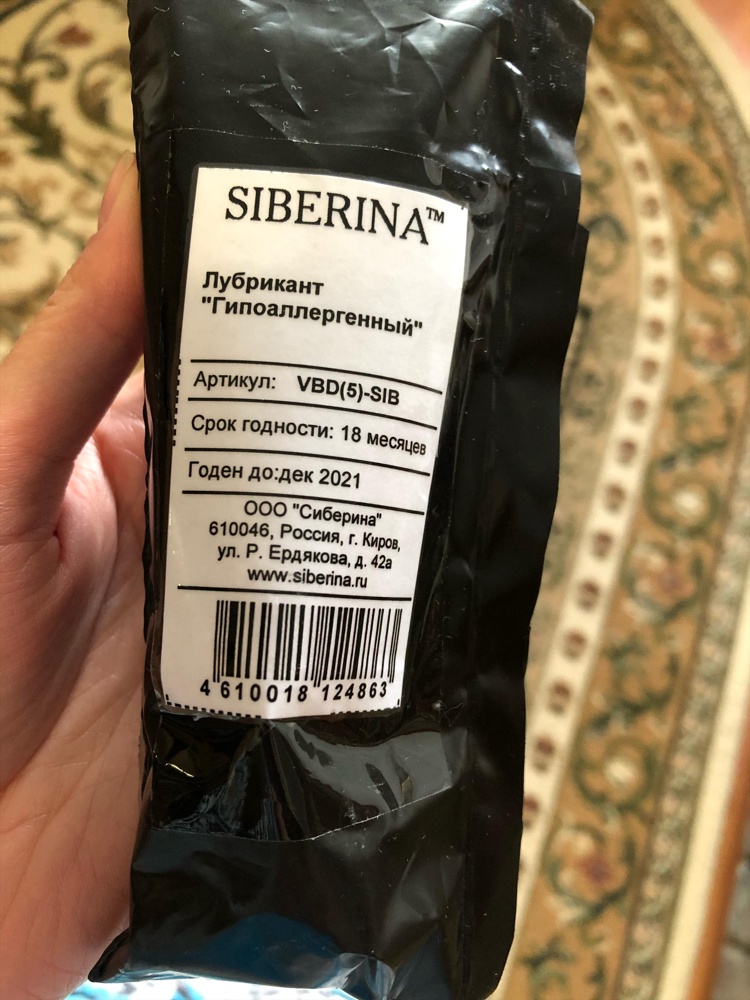 SIBERINA™
Лубрикант
"Гипоаллергенный"
Артикул: VBD(5)-SIB
Срок годности: 18 месяцев
Годен до:дек 2021
ООО "Сиберина"
610046, Россия, г. Киров,
ул. Р. Ердякова, д. 42а
www.siberina.ru
4 610018 124863